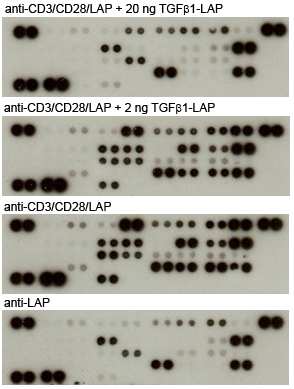 anti-CD3/CD28/LAP + 20 ng TGFβ1-LAP
anti-CD3/CD28/LAP + 2 ng TGFβ1-LAP
anti-CD3/CD28/LAP
anti-LAP